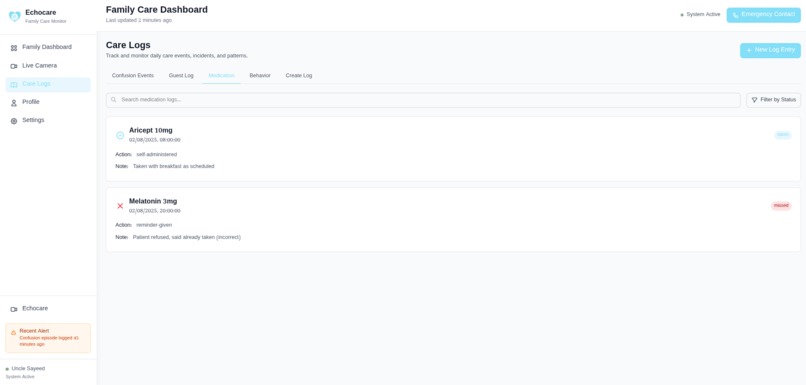 Echocare
Family Care Monitor
Family Dashboard
Live Camera
Care Logs
Profile
Settings
Echocare
Recent Alert
Confusion episode logged
minutes ago
Uncle Sayeed
System Active
Family Care Dashboard
Last updated 2 minutes ago
System Active
Emergency Contact
Care Logs
Track and monitor daily care events, incidents, and patterns.
New Log Entry
Confusion Events
Guest Log
Medication
Behavior
Create Log
Search medication logs...
Filter by Status
Aricept 10mg
02/08/2025, 08:00:00
taken
Action: self-administered
Note: Taken with breakfast as scheduled
Melatonin 3mg
02/08/2025, 20:00:00
missed
Action: reminder-given
Note: Patient refused, said already taken (incorrect)